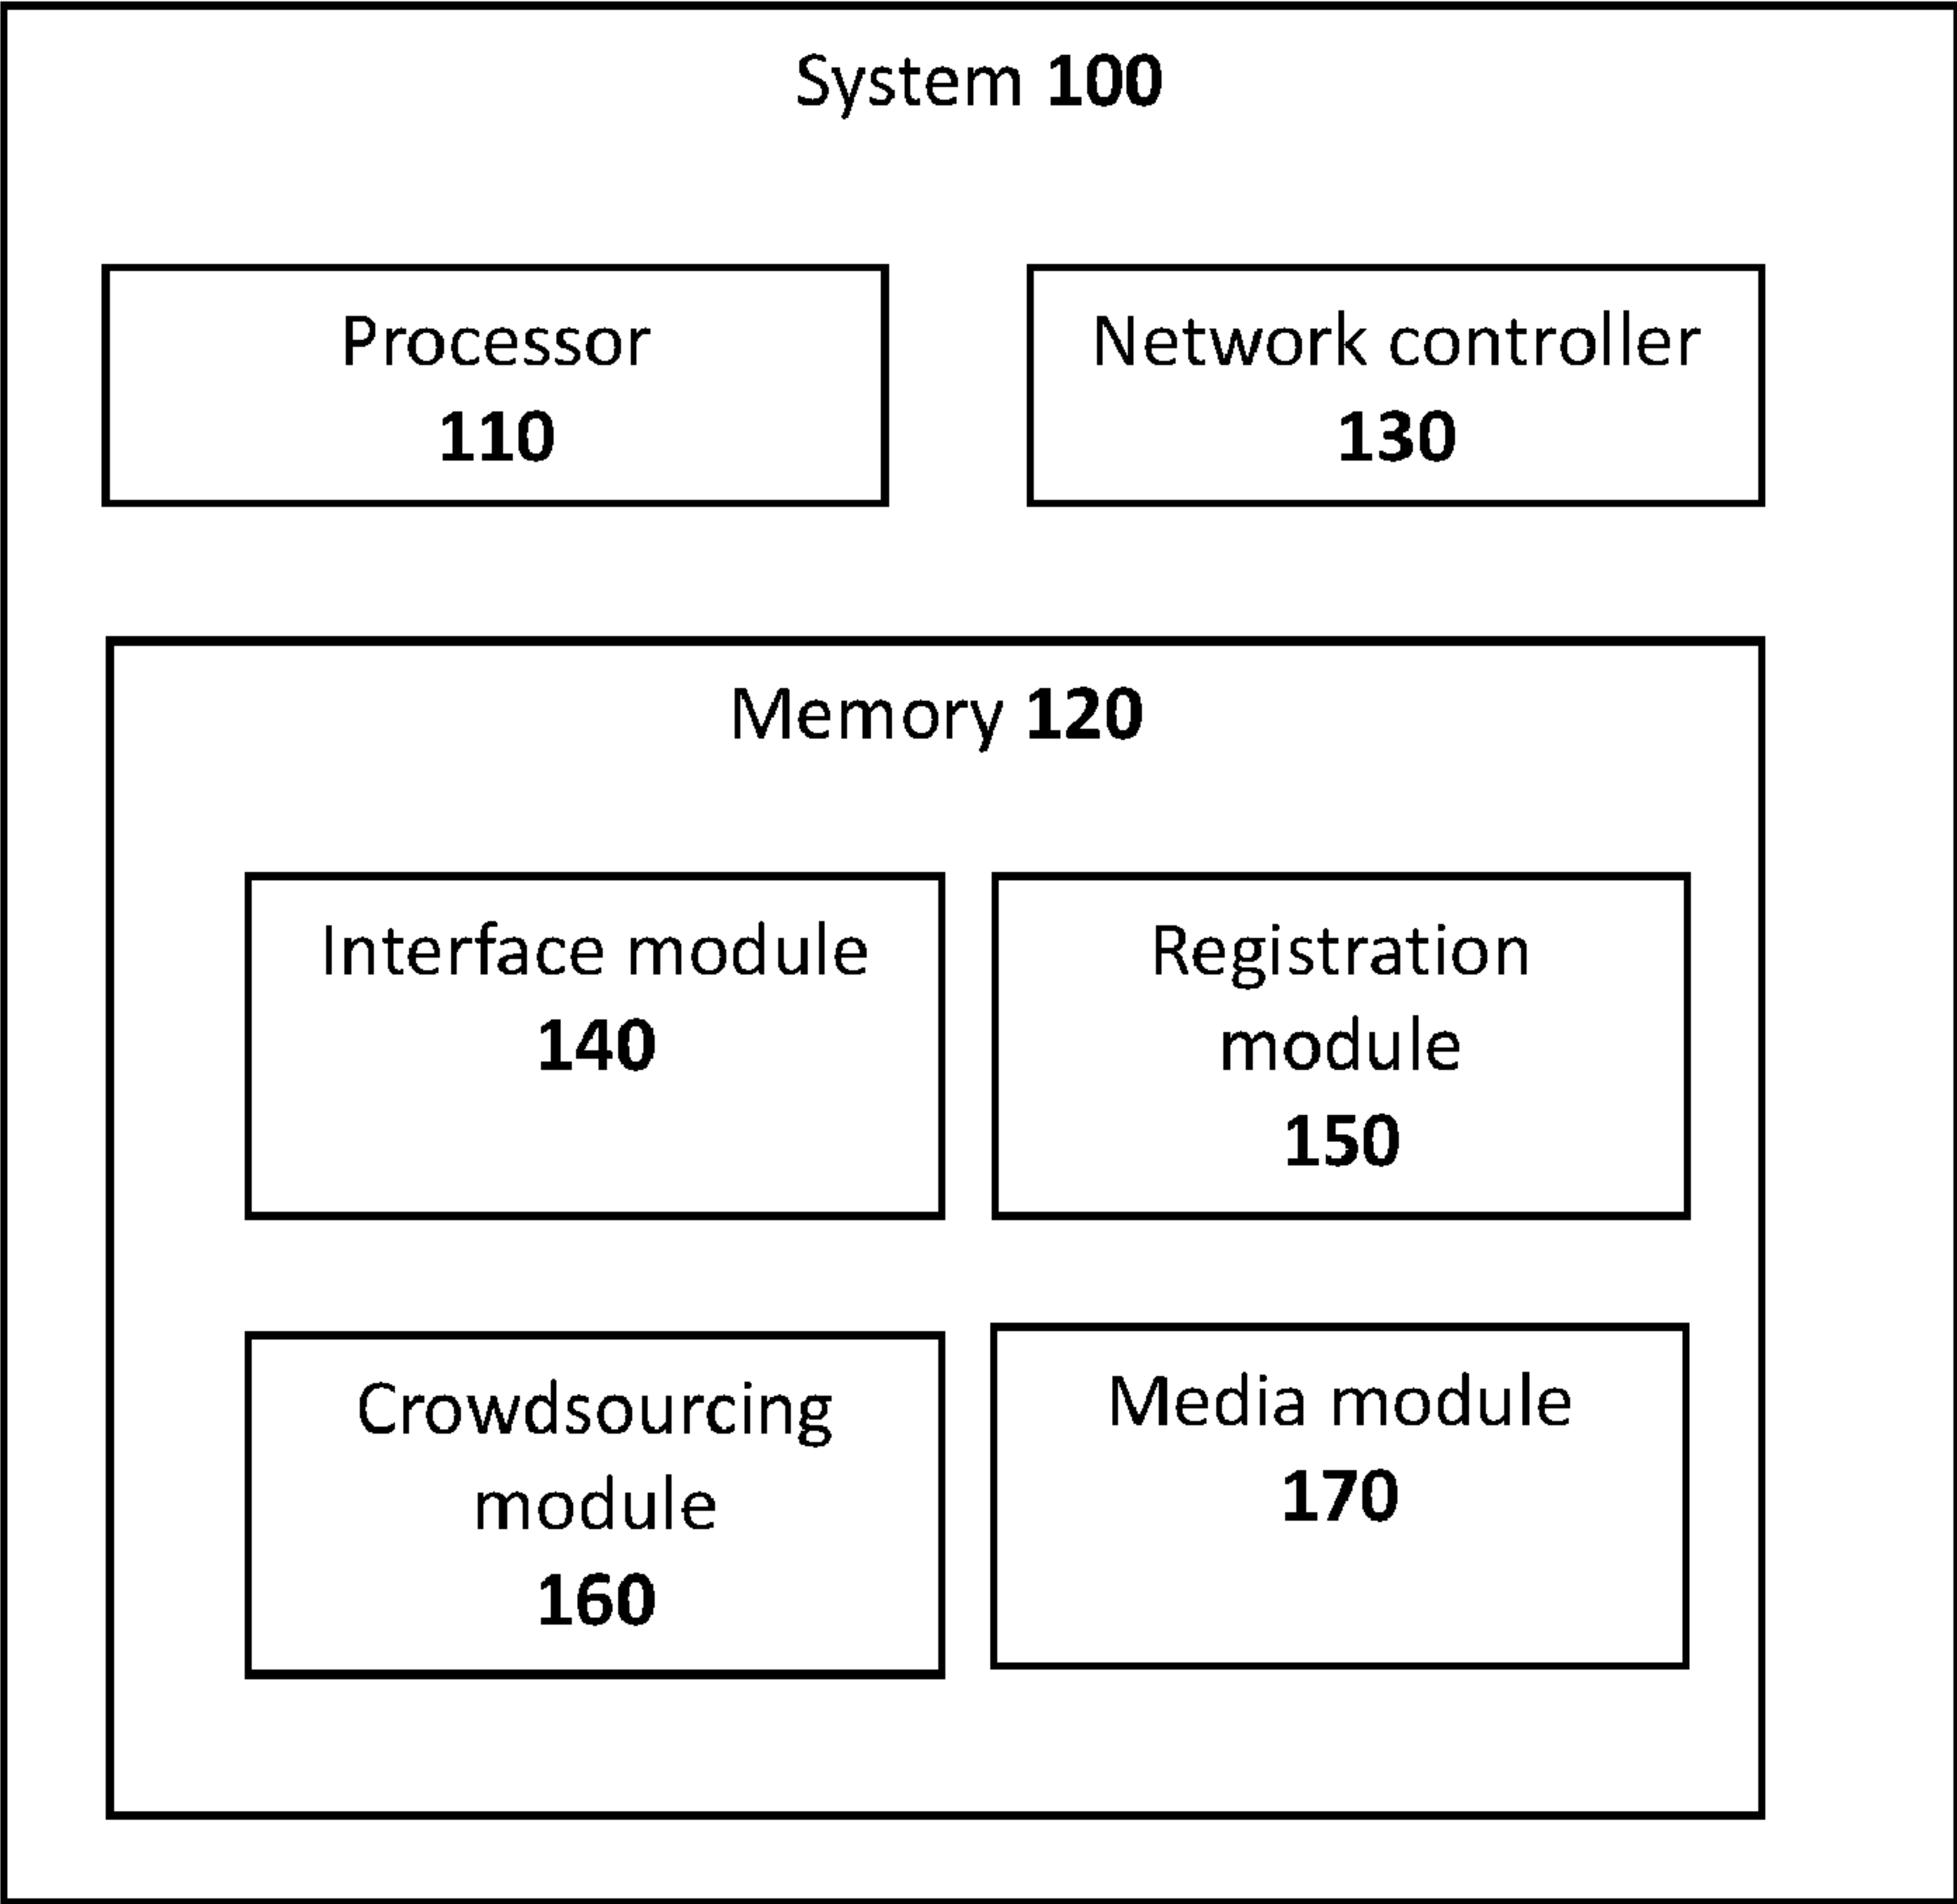 System 100
Processor
110
Network controller
130
Memory 120
Interface module
140
Registration
module
150
Crowdsourcing
module
160
Media module
170